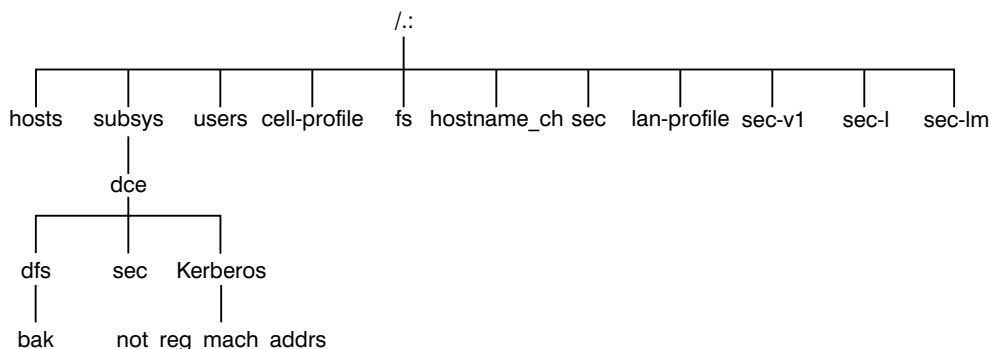 /.:
hosts subsys users cell-profile fs hostname_ch sec lan-profile sec-v1 sec-l sec-lm
dce
dfs sec Kerberos
bak not_reg_mach_addrs